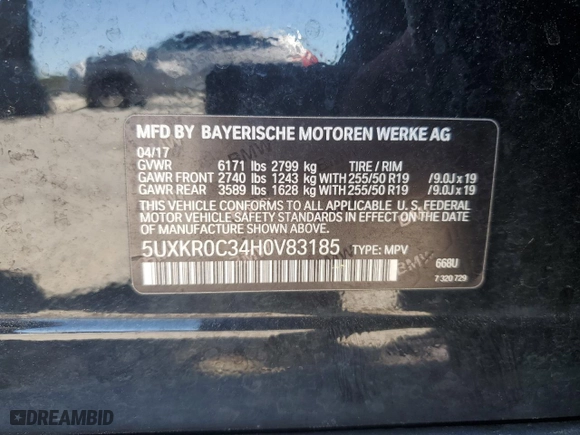 MFD BY BAYERISCHE MOTOREN WERKE AG
04/17
GVWR 6171 lbs 2799 kg TIRE / RIM
GAWR FRONT 2740 lbs 1243 kg WITH 255/50 R19 /9.0J x 19
GAWR REAR 3589 lbs 1628 kg WITH 255/50 R19 /9.0J x 19
THIS VEHICLE CONFORMS TO ALL APPLICABLE U. S. FEDERAL
MOTOR VEHICLE SAFETY STANDARDS IN EFFECT ON THE DATE
OF MANUFACTURE SHOWN ABOVE.
5UXKR0C34H0V83185 TYPE: MPV
668U
7 320 729
DREAMBID